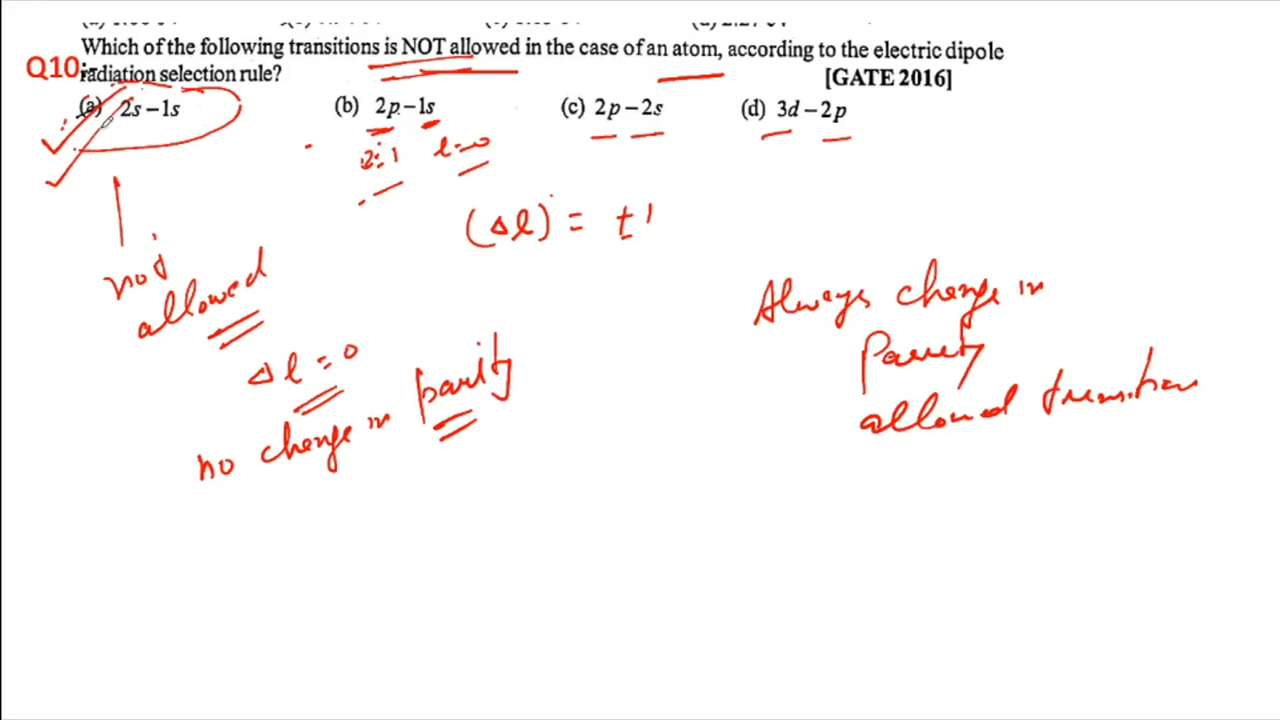 Which of the following transitions is NOT allowed in the case of an atom, according to the electric dipole
Q10: radiation selection rule? [GATE 2016]
(a) 2s – 1s (b) 2p – 1s (c) 2p – 2s (d) 3d – 2p
l=0
(Δl) = ±1
not
allowed
Δl=0
no change in parity
Always change in
Parity
allowed transition